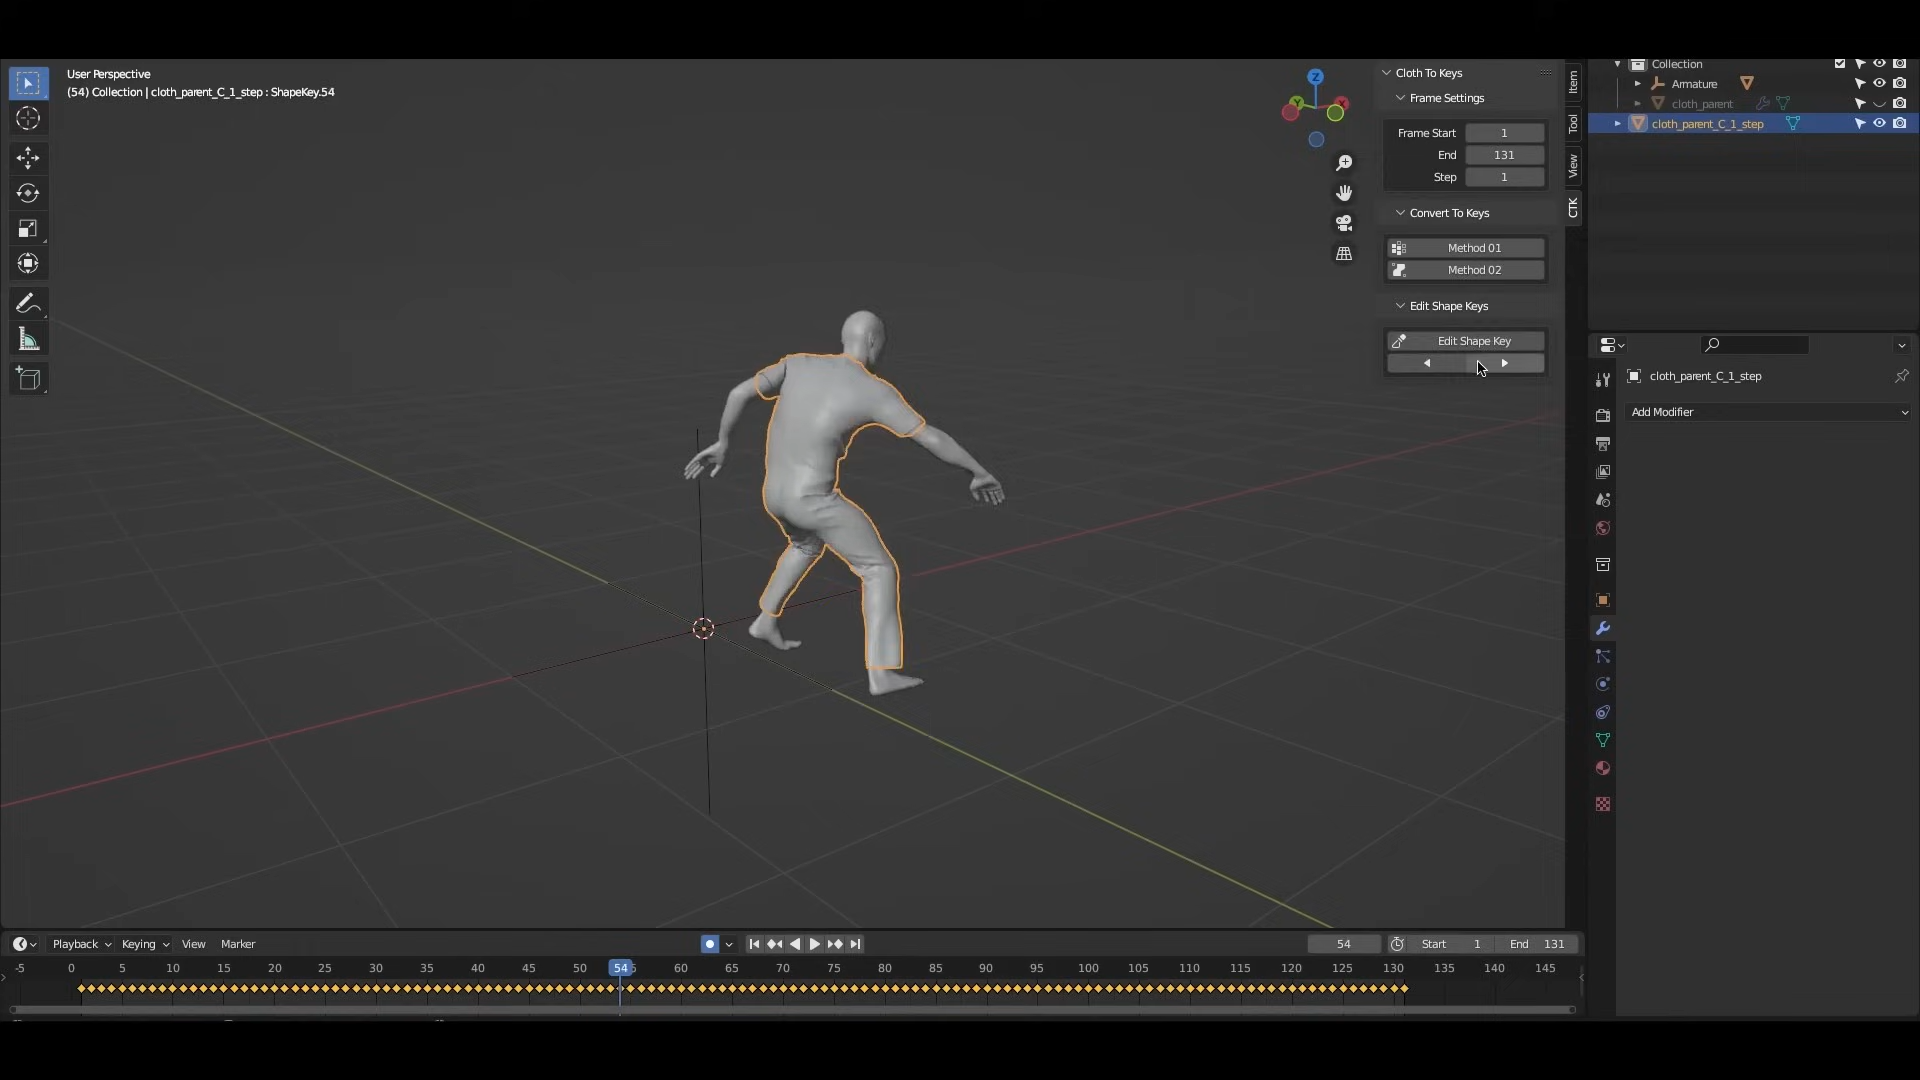 User Perspective
(54) Collection | cloth_parent_C_1_step : ShapeKey.54
Z
Y
X
Cloth To Keys
Frame Settings
Frame Start 1
End 131
Step 1
Convert To Keys
Method 01
Method 02
Edit Shape Keys
Edit Shape Key
Item
Tool
View
CTK
Collection
Armature
cloth_parent
cloth_parent_C_1_step
cloth_parent_C_1_step
Add Modifier
Playback Keying View Marker
54 Start 1 End 131
-5 0 5 10 15 20 25 30 35 40 45 50 54 60 65 70 75 80 85 90 95 100 105 110 115 120 125 130 135 140 145